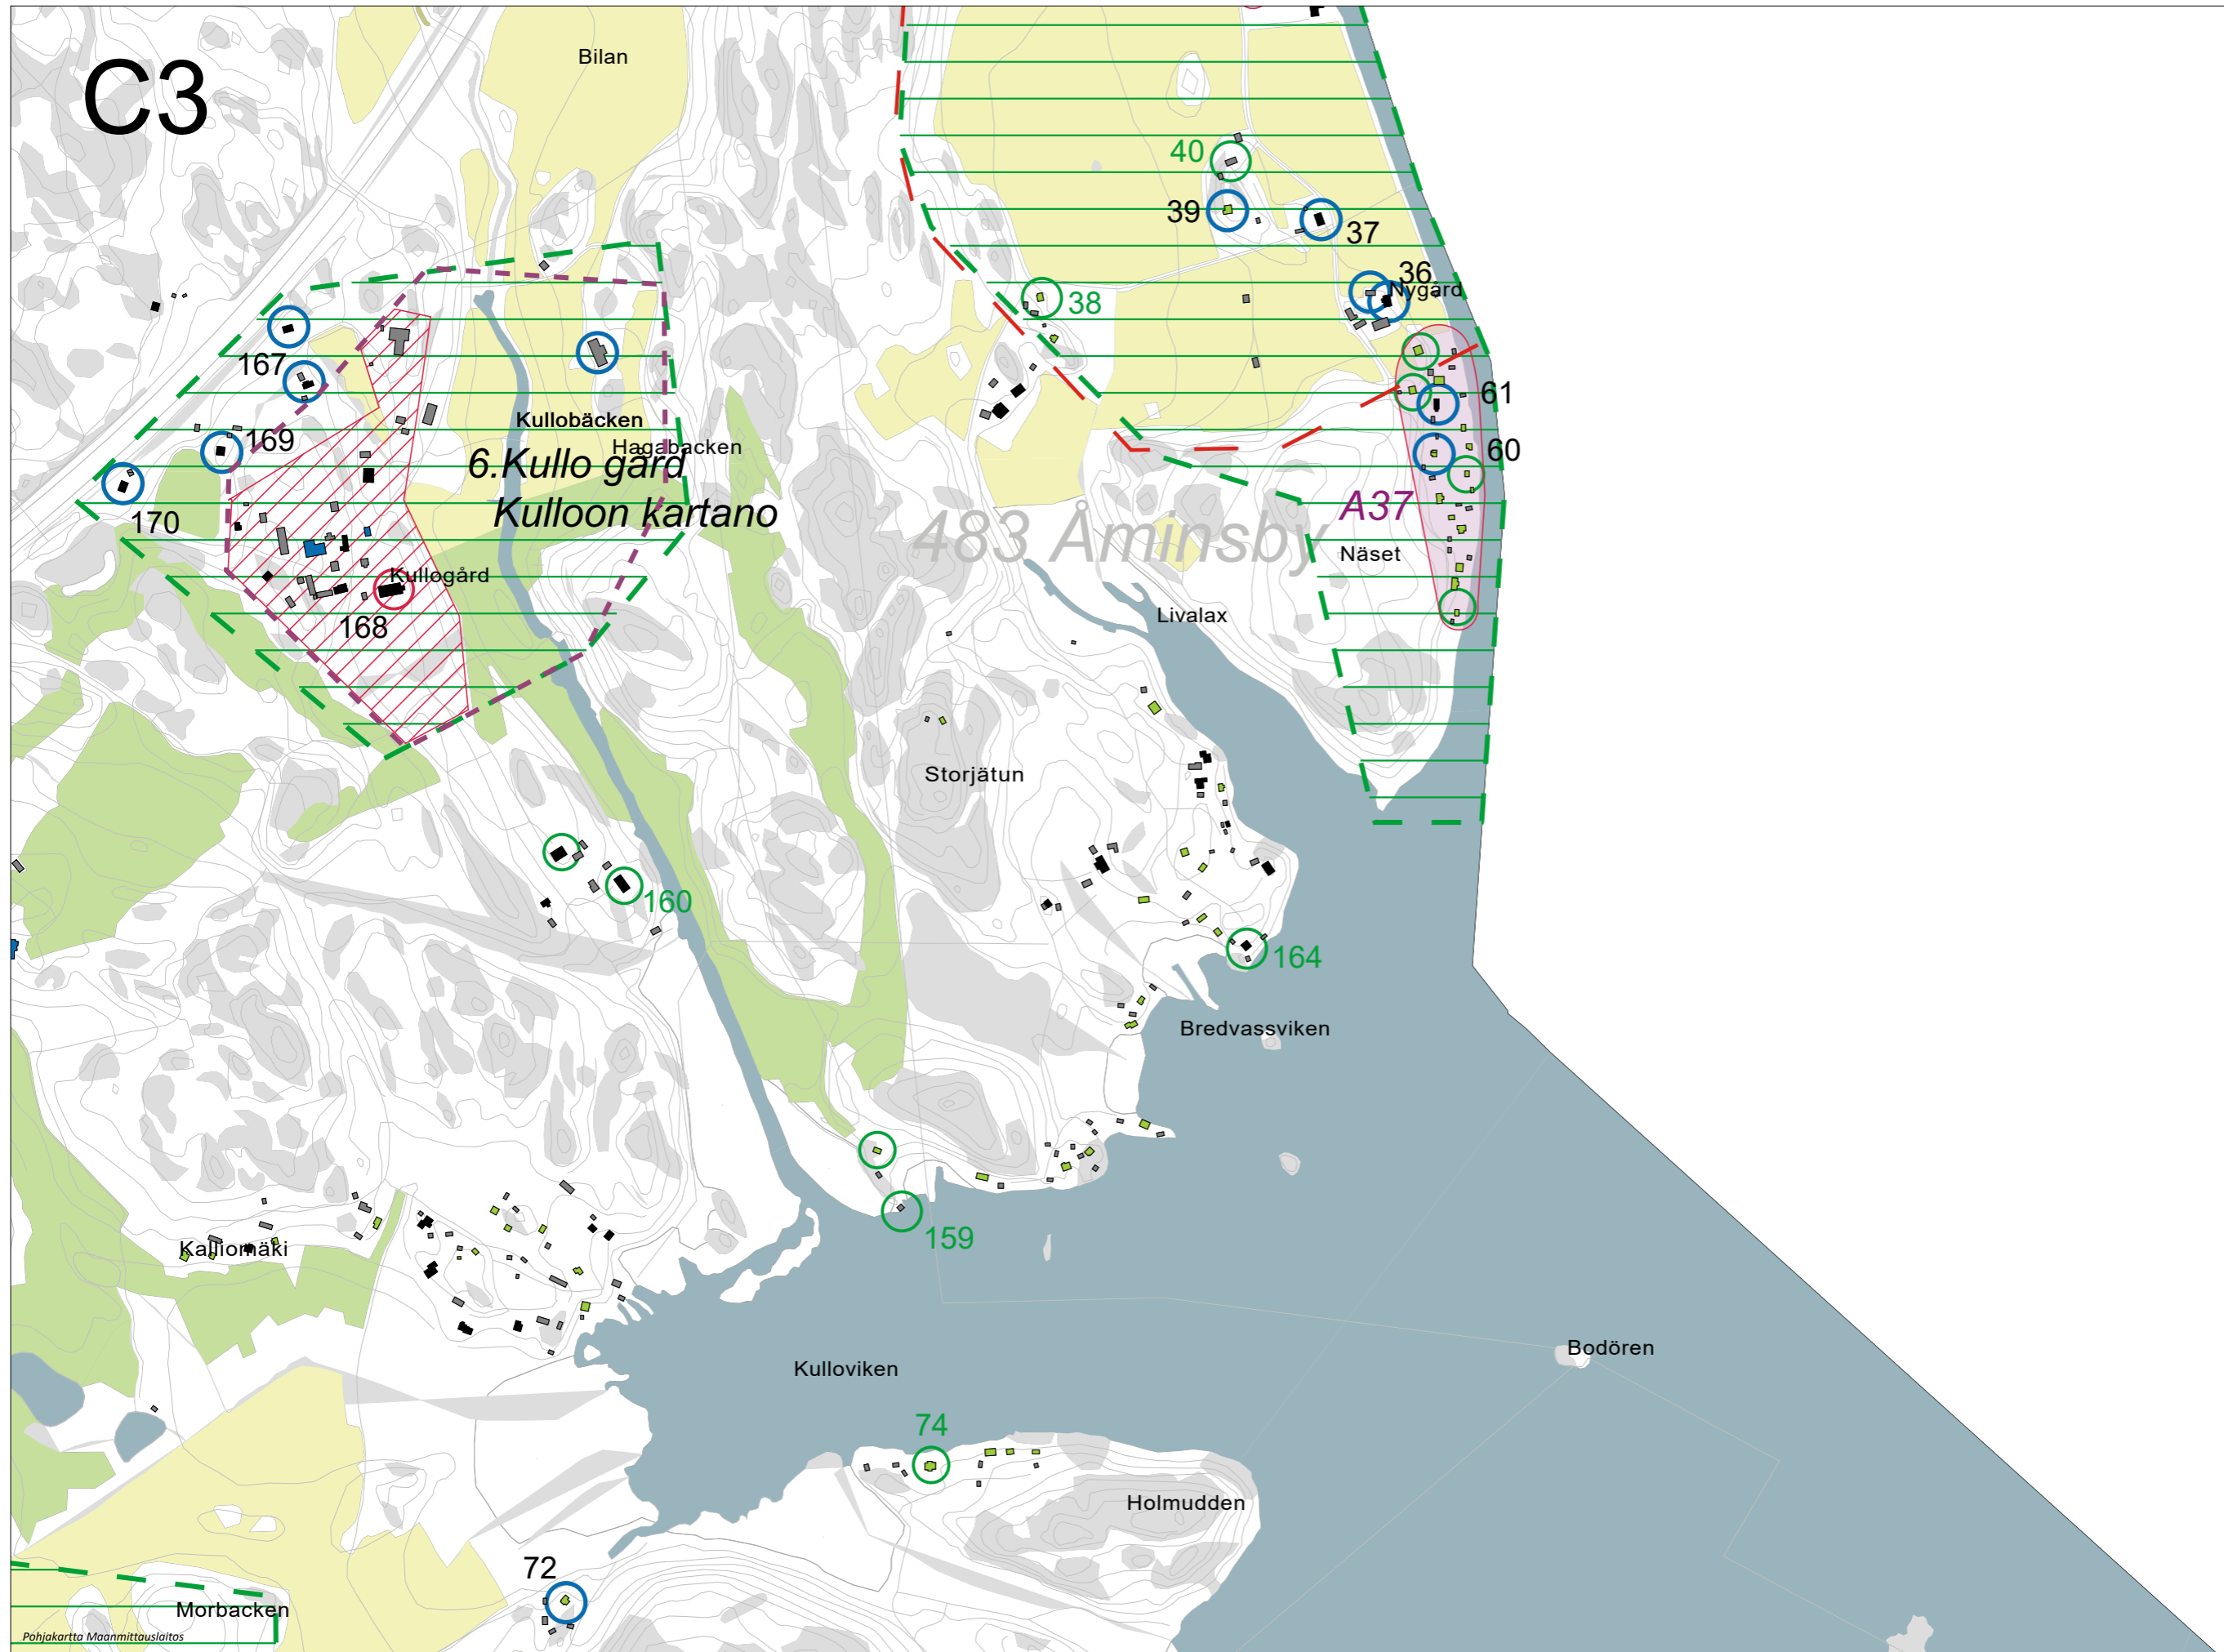 C3
Bilan
40
39
37
36
Nygård
38
167
61
169
Kullobäcken
Hagabacken
60
6.Kullo gård
Kulloon kartano
170
A37
483 Åminsby
Näset
Kullogård
168
Livalax
Storjätun
160
164
Bredvassviken
159
Kalliomäki
Bodören
Kulloviken
74
Holmudden
72
Morbacken
Pohjakartta Maanmittauslaitos